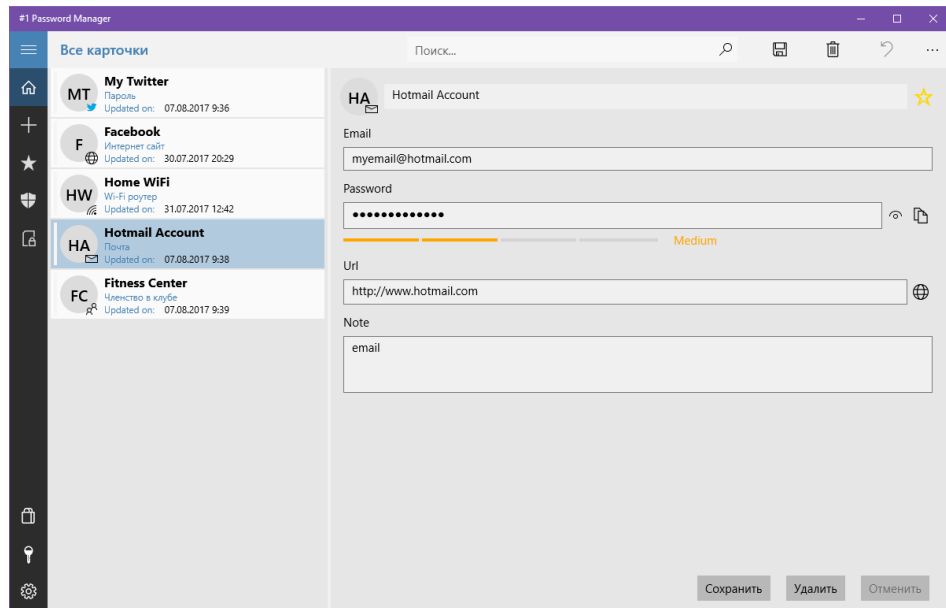 #1 Password Manager
Все карточки
Поиск...
MT
My Twitter
Пароль
Updated on: 07.08.2017 9:36
F
Facebook
Интернет сайт
Updated on: 30.07.2017 20:29
HW
Home WiFi
Wi-Fi роутер
Updated on: 31.07.2017 12:42
HA
Hotmail Account
Почта
Updated on: 07.08.2017 9:38
FC
Fitness Center
Членство в клубе
Updated on: 07.08.2017 9:39
HA
Hotmail Account
Email
myemail@hotmail.com
Password
•••••••••••••
Medium
Url
http://www.hotmail.com
Note
email
Сохранить
Удалить
Отменить